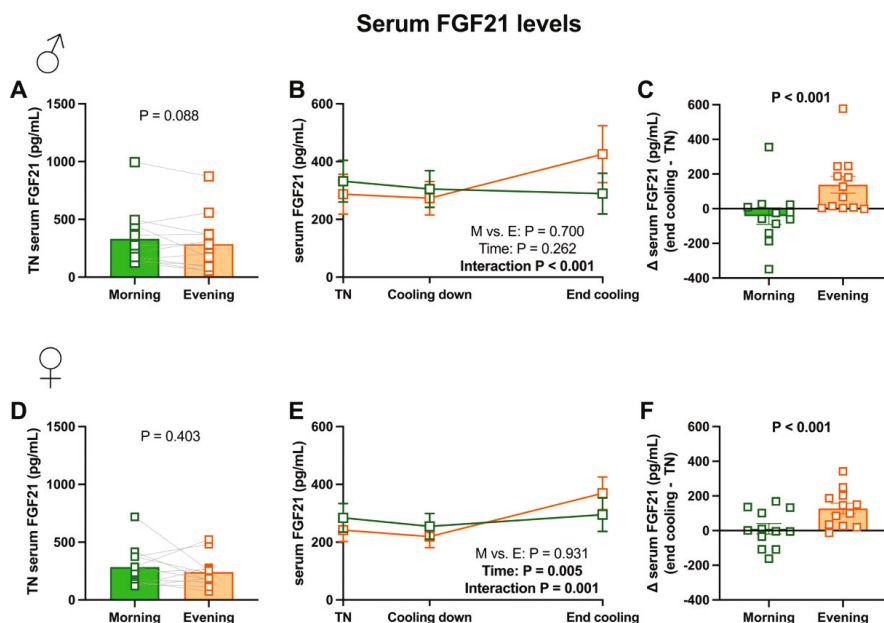 Serum FGF21 levels
♂
A
TN serum FGF21 (pg/mL)
1500
1000
500
0
P = 0.088
Morning
Evening
B
serum FGF21 (pg/mL)
600
400
200
0
M vs. E: P = 0.700
Time: P = 0.262
Interaction P < 0.001
TN
Cooling down
End cooling
C
Δ serum FGF21 (pg/mL)
(end cooling - TN)
P < 0.001
600
400
200
0
-200
-400
Morning
Evening
♀
D
TN serum FGF21 (pg/mL)
1500
1000
500
0
P = 0.403
Morning
Evening
E
serum FGF21 (pg/mL)
600
400
200
0
M vs. E: P = 0.931
Time: P = 0.005
Interaction P = 0.001
TN
Cooling down
End cooling
F
Δ serum FGF21 (pg/mL)
(end cooling - TN)
P < 0.001
600
400
200
0
-200
-400
Morning
Evening